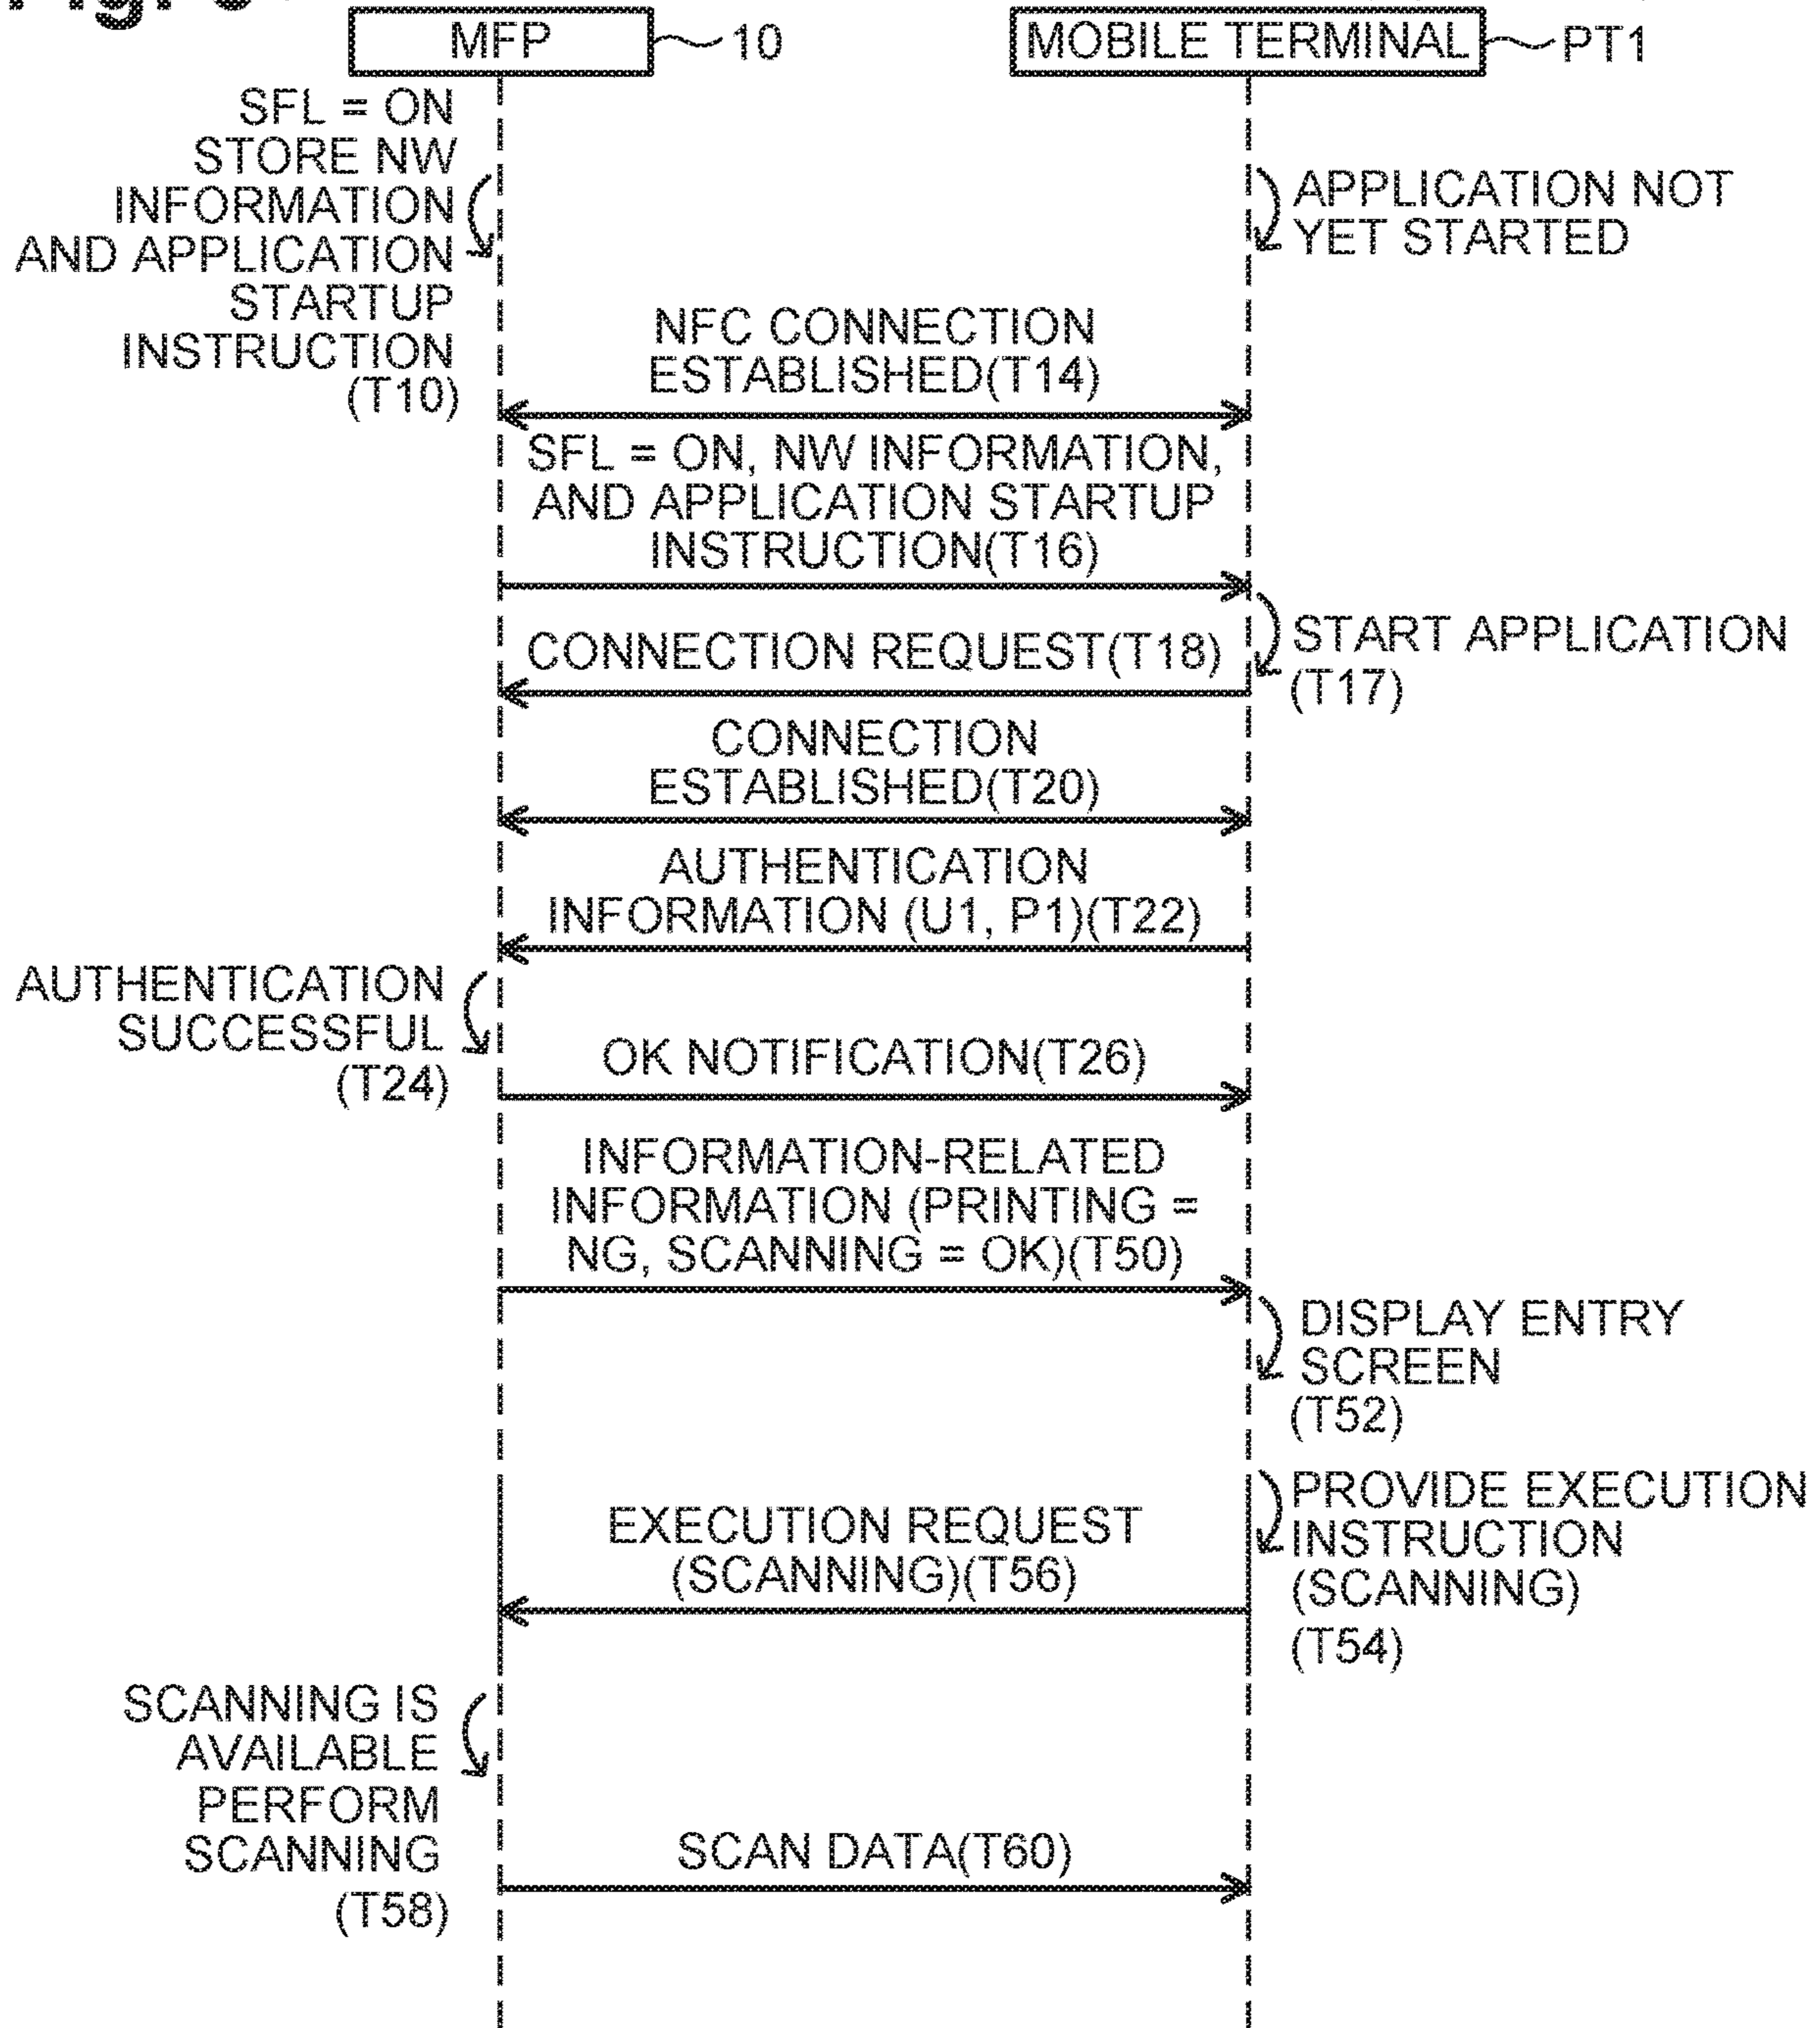 MFP
10
MOBILE TERMINAL
PT1
SFL = ON
STORE NW
INFORMATION
AND APPLICATION
STARTUP
INSTRUCTION
(T10)
APPLICATION NOT
YET STARTED
NFC CONNECTION
ESTABLISHED(T14)
SFL = ON, NW INFORMATION,
AND APPLICATION STARTUP
INSTRUCTION(T16)
START APPLICATION
(T17)
CONNECTION REQUEST(T18)
CONNECTION
ESTABLISHED(T20)
AUTHENTICATION
INFORMATION (U1, P1)(T22)
AUTHENTICATION
SUCCESSFUL
(T24)
OK NOTIFICATION(T26)
INFORMATION-RELATED
INFORMATION (PRINTING =
NG, SCANNING = OK)(T50)
DISPLAY ENTRY
SCREEN
(T52)
PROVIDE EXECUTION
INSTRUCTION
(SCANNING)
(T54)
EXECUTION REQUEST
(SCANNING)(T56)
SCANNING IS
AVAILABLE
PERFORM
SCANNING
(T58)
SCAN DATA(T60)